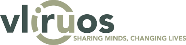 vliruos
SHARING MINDS, CHANGING LIVES